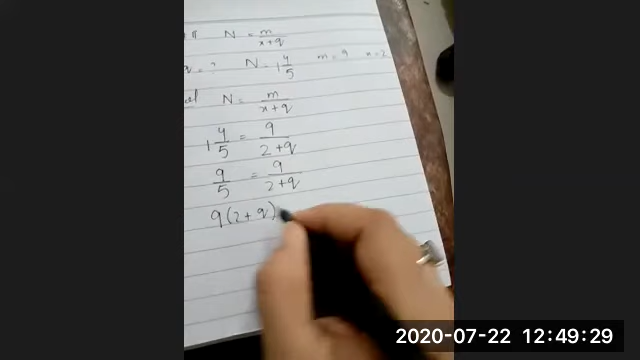 N = m/(x+q)
q = ? N = 1 4/5 m = 9 x = 2
N = m/(x+q)
1 4/5 = 9/(2+q)
9/5 = 9/(2+q)
9(2+q)
2020-07-22 12:49:29